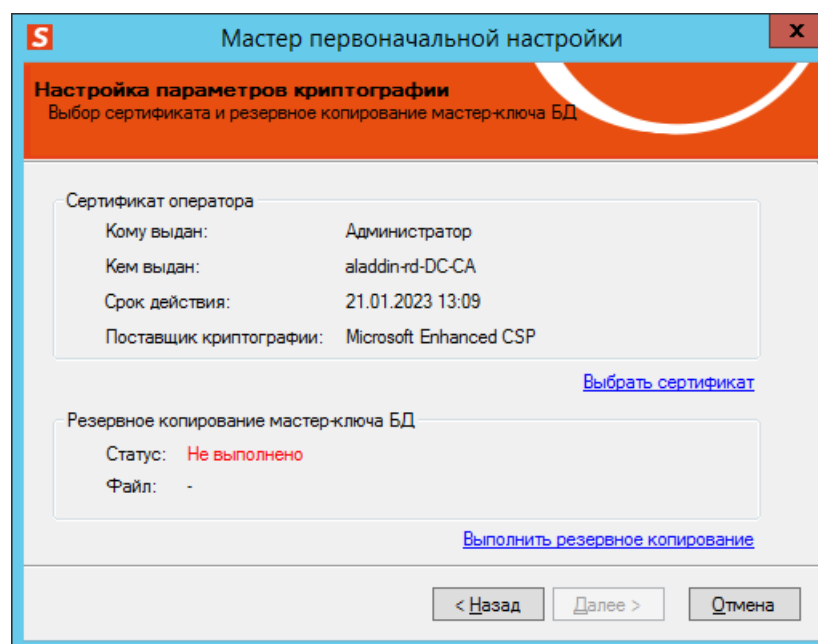 S
Мастер первоначальной настройки
x
Настройка параметров криптографии
Выбор сертификата и резервное копирование мастер-ключа БД
Сертификат оператора
Кому выдан: Администратор
Кем выдан: aladdin-rd-DC-CA
Срок действия: 21.01.2023 13:09
Поставщик криптографии: Microsoft Enhanced CSP
Выбрать сертификат
Резервное копирование мастер-ключа БД
Статус: Не выполнено
Файл: -
Выполнить резервное копирование
< Назад Далее > Отмена